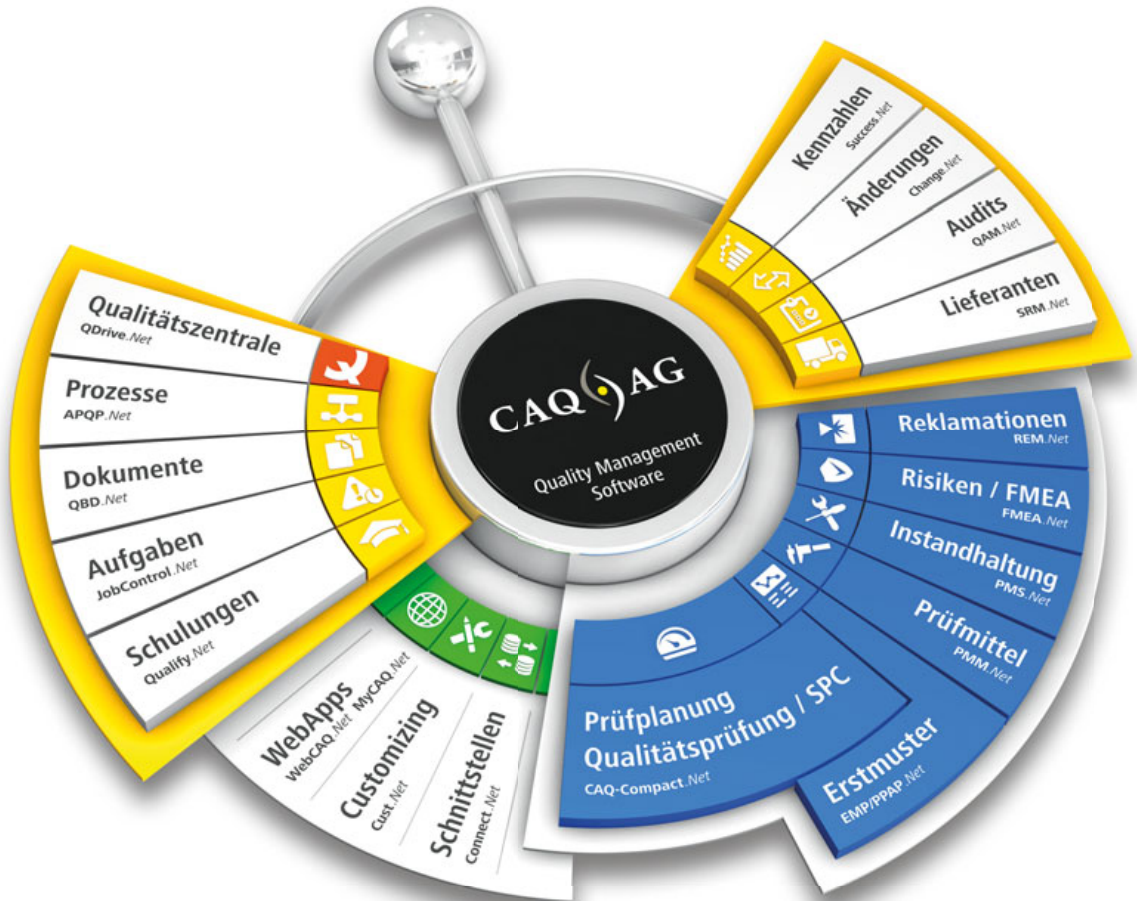 CAQ AG
Quality Management
Software
Qualitätszentrale
QDrive.Net
Prozesse
APQP.Net
Dokumente
QBD.Net
Aufgaben
JobControl.Net
Schulungen
Qualify.Net
WebApps
WebCAQ.Net MyCAQ.Net
Customizing
Cust.Net
Schnittstellen
Connect.Net
Prüfplanung
Qualitätsprüfung / SPC
CAQ-Compact.Net
Erstmuster
EMP/PPAP.Net
Prüfmittel
PMM.Net
Instandhaltung
PMS.Net
Risiken / FMEA
FMEA.Net
Reklamationen
REM.Net
Lieferanten
SRM.Net
Audits
QAM.Net
Änderungen
Change.Net
Kennzahlen
Success.Net